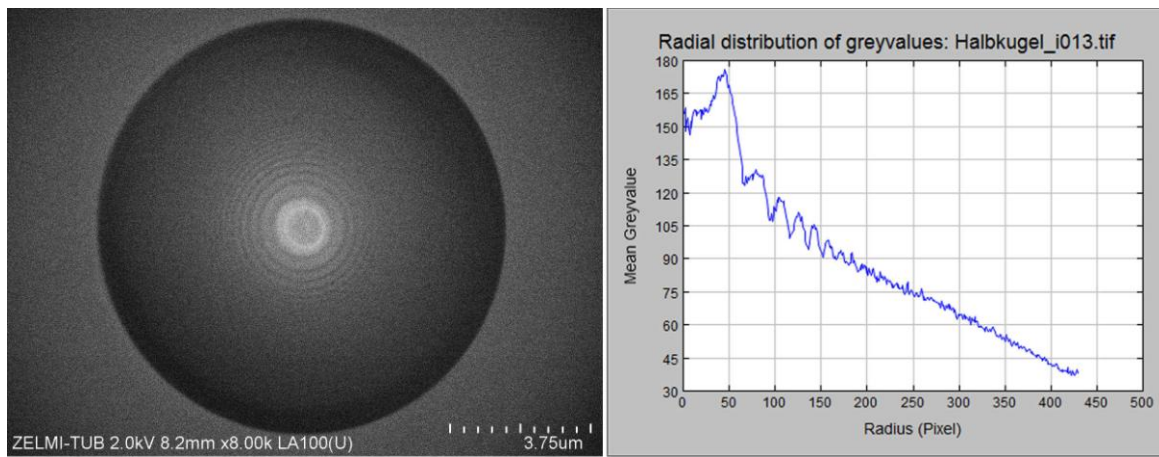 ZELMI-TUB 2.0kV 8.2mm x8.00k LA100(U)
3.75um
Radial distribution of greyvalues: Halbkugel_i013.tif
Mean Greyvalue
180
165
150
135
120
105
90
75
60
45
30
0 50 100 150 200 250 300 350 400 450 500
Radius (Pixel)